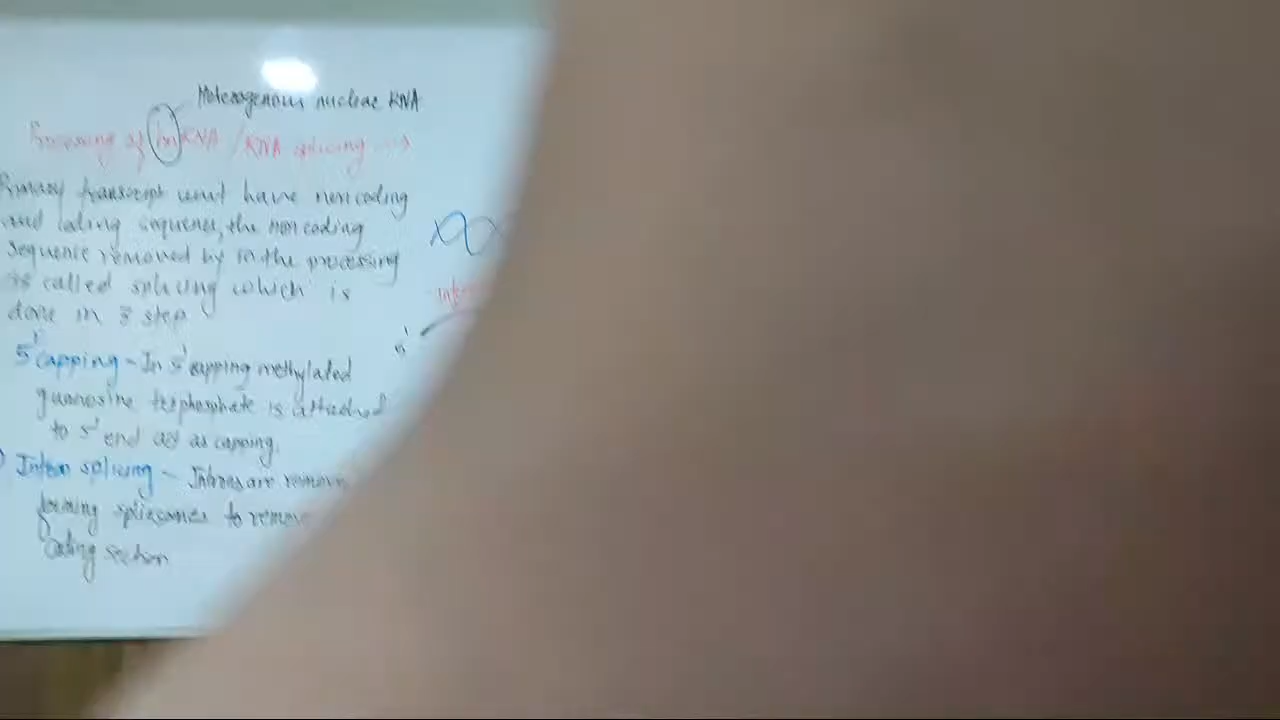 Heterogenous nuclear RNA
Processing of hnRNA / RNA splicing
Primary transcript unit have non coding
and coding sequence, the non coding
sequence removed by in the processing
is called splicing which is
done in 3 step
5' capping - In 5' capping methylated
guanosine triphosphate is attached
to 5' end act as capping.
Intron splicing - Introns are
forming to
coding section
5'